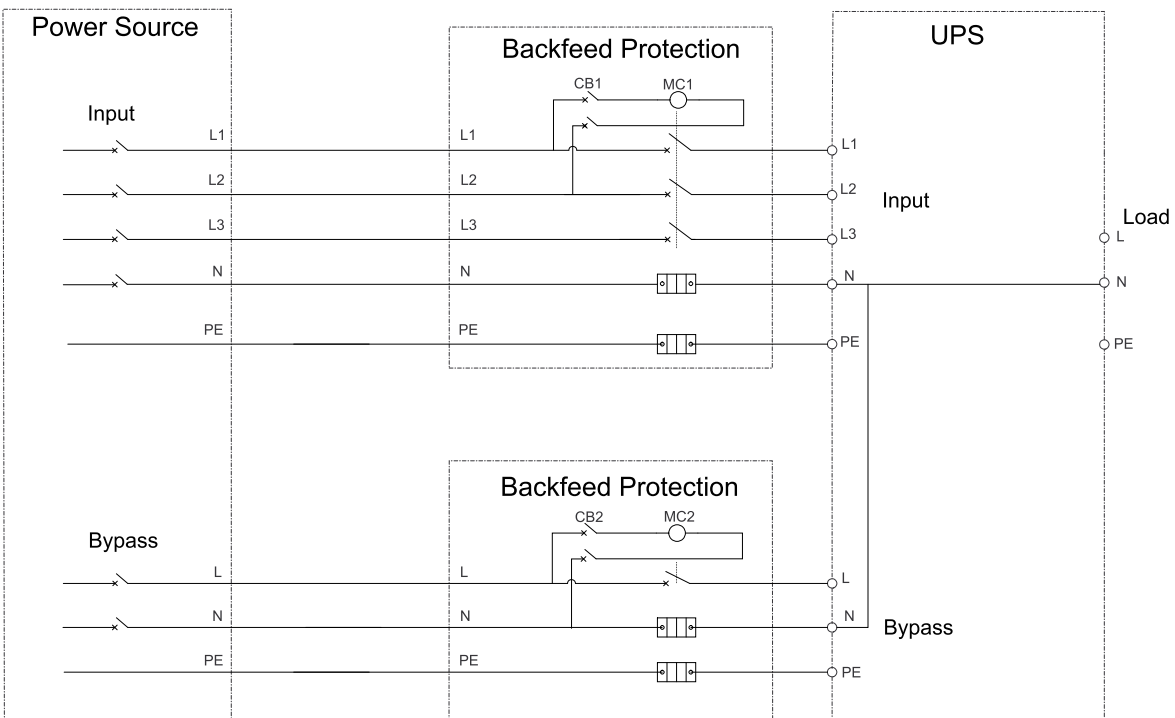 Power Source
Backfeed Protection
UPS
CB1
MC1
Input
L1
L1
L1
L2
L2
L2
Input
Load
L3
L3
L3
L
N
N
N
N
PE
PE
PE
PE
Backfeed Protection
CB2
MC2
Bypass
L
L
L
N
N
N
Bypass
PE
PE
PE